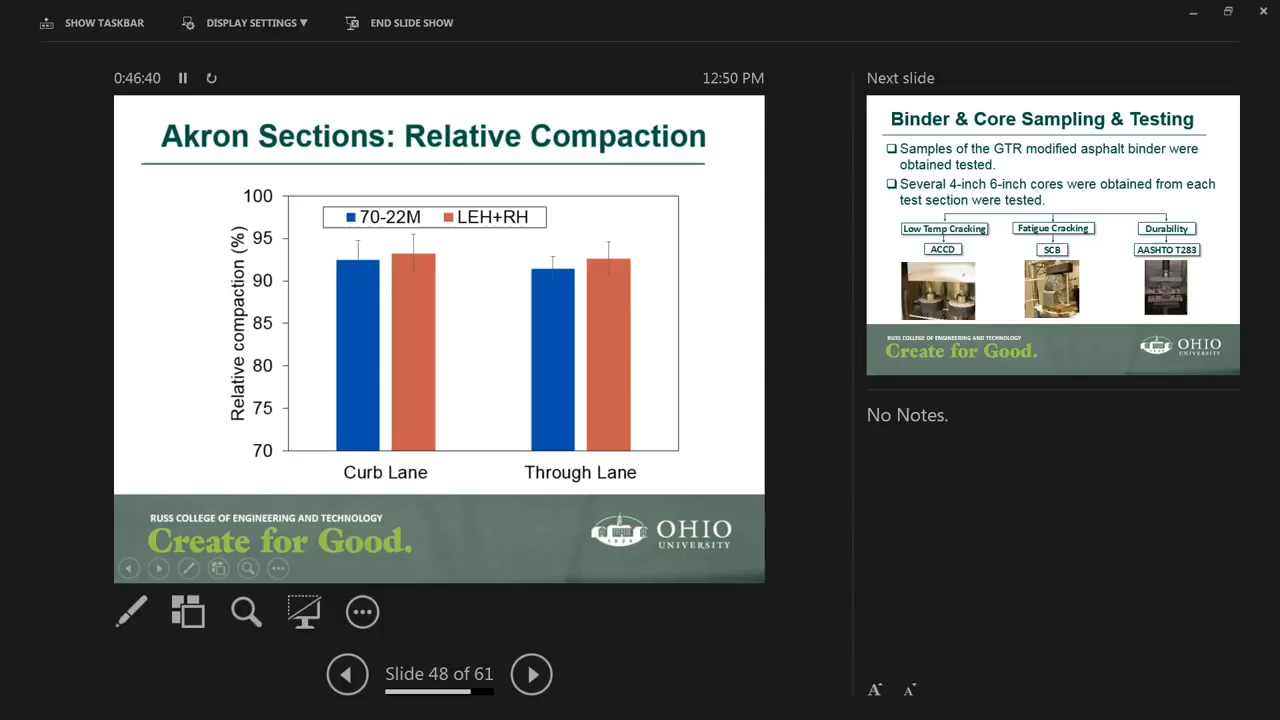 SHOW TASKBAR
DISPLAY SETTINGS ▼
END SLIDE SHOW
0:46:40
12:50 PM
Akron Sections: Relative Compaction
100
95
90
85
80
75
70
Relative compaction (%)
70-22M
LEH+RH
Curb Lane
Through Lane
RUSS COLLEGE OF ENGINEERING AND TECHNOLOGY
Create for Good.
1804
OHIO
UNIVERSITY
Slide 48 of 61
Next slide
Binder & Core Sampling & Testing
Samples of the GTR modified asphalt binder were
obtained tested.
Several 4-inch 6-inch cores were obtained from each
test section were tested.
Low Temp Cracking
Fatigue Cracking
Durability
ACCD
SCB
AASHTO T283
RUSS COLLEGE OF ENGINEERING AND TECHNOLOGY
Create for Good.
OHIO
UNIVERSITY
No Notes.
A
A